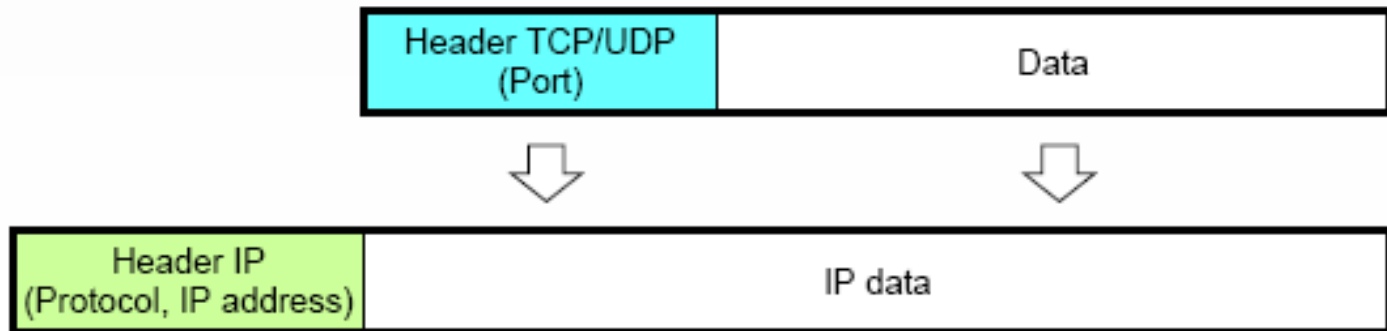 Header TCP/UDP
(Port)
Data
Header IP
(Protocol, IP address)
IP data